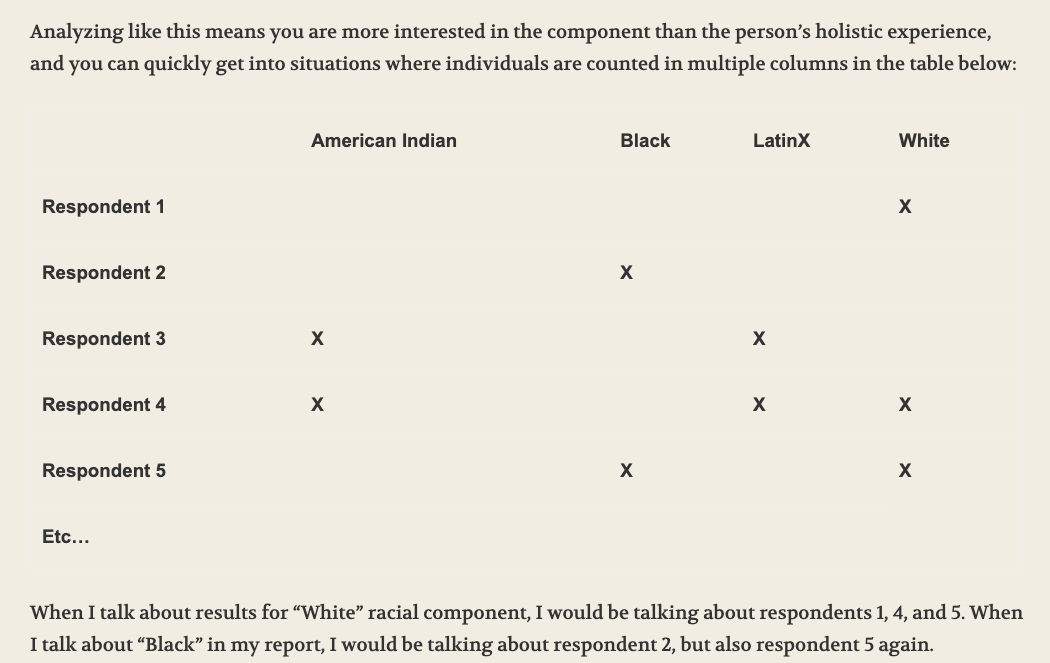 Analyzing like this means you are more interested in the component than the person’s holistic experience,
and you can quickly get into situations where individuals are counted in multiple columns in the table below:
American Indian Black LatinX White
Respondent 1 X
Respondent 2 X
Respondent 3 X X
Respondent 4 X X X
Respondent 5 X X
Etc…
When I talk about results for “White” racial component, I would be talking about respondents 1, 4, and 5. When
I talk about “Black” in my report, I would be talking about respondent 2, but also respondent 5 again.